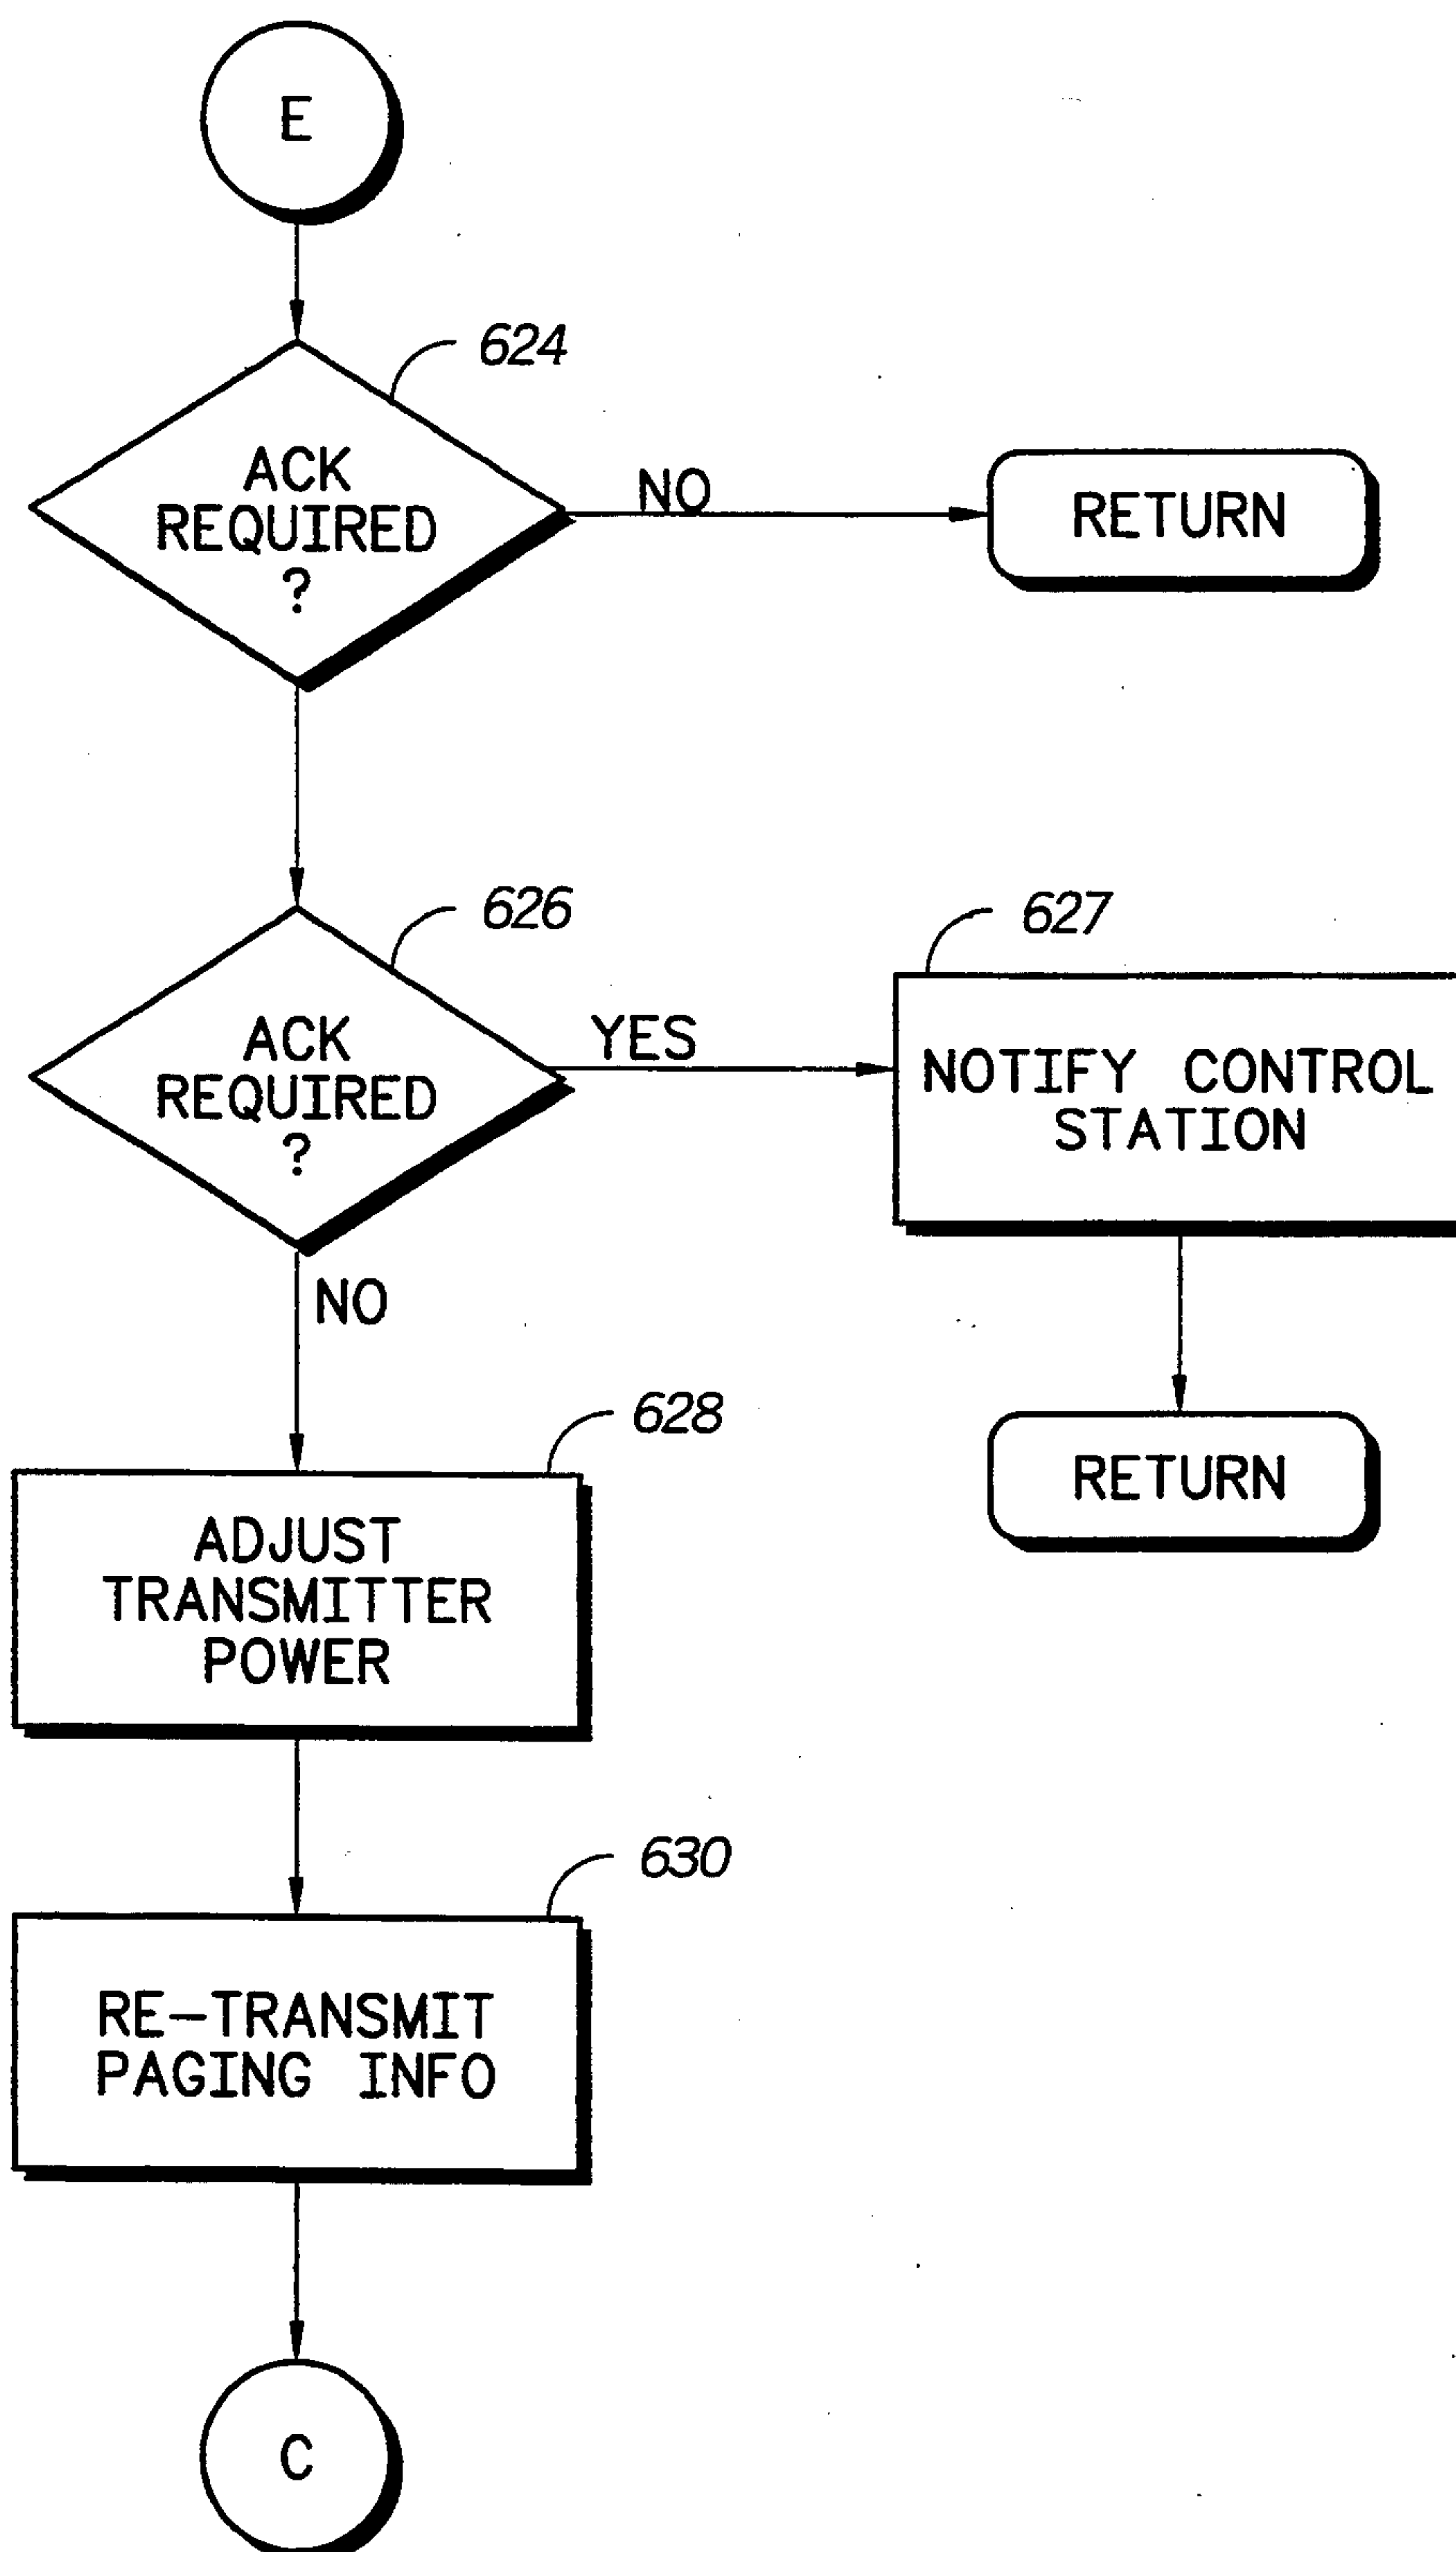 E
624
ACK
REQUIRED
?
NO
RETURN
626
ACK
REQUIRED
?
YES
627
NOTIFY CONTROL
STATION
NO
RETURN
628
ADJUST
TRANSMITTER
POWER
630
RE-TRANSMIT
PAGING INFO
C